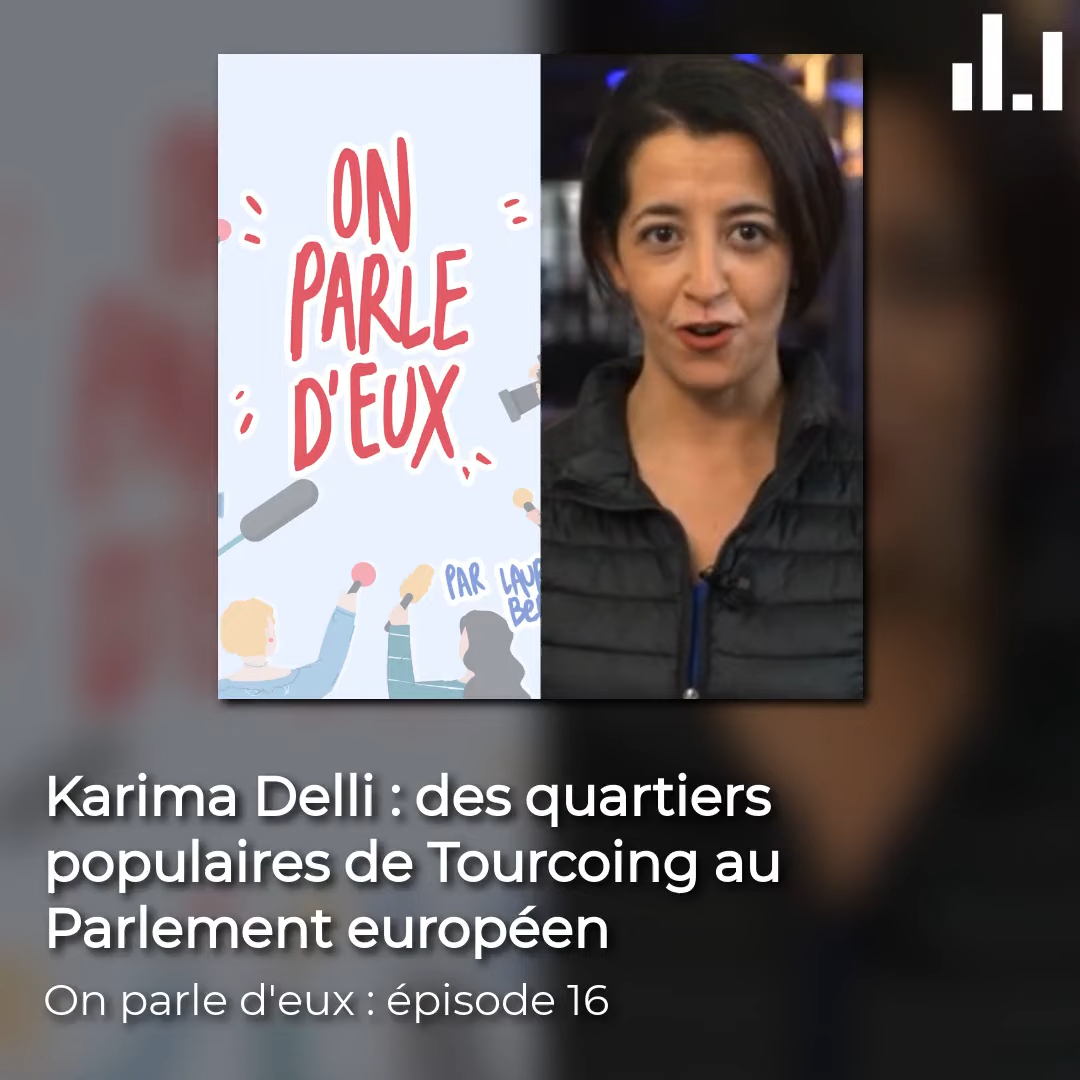 ON
PARLE
D'EUX
PAR
Karima Delli : des quartiers
populaires de Tourcoing au
Parlement européen
On parle d'eux : épisode 16